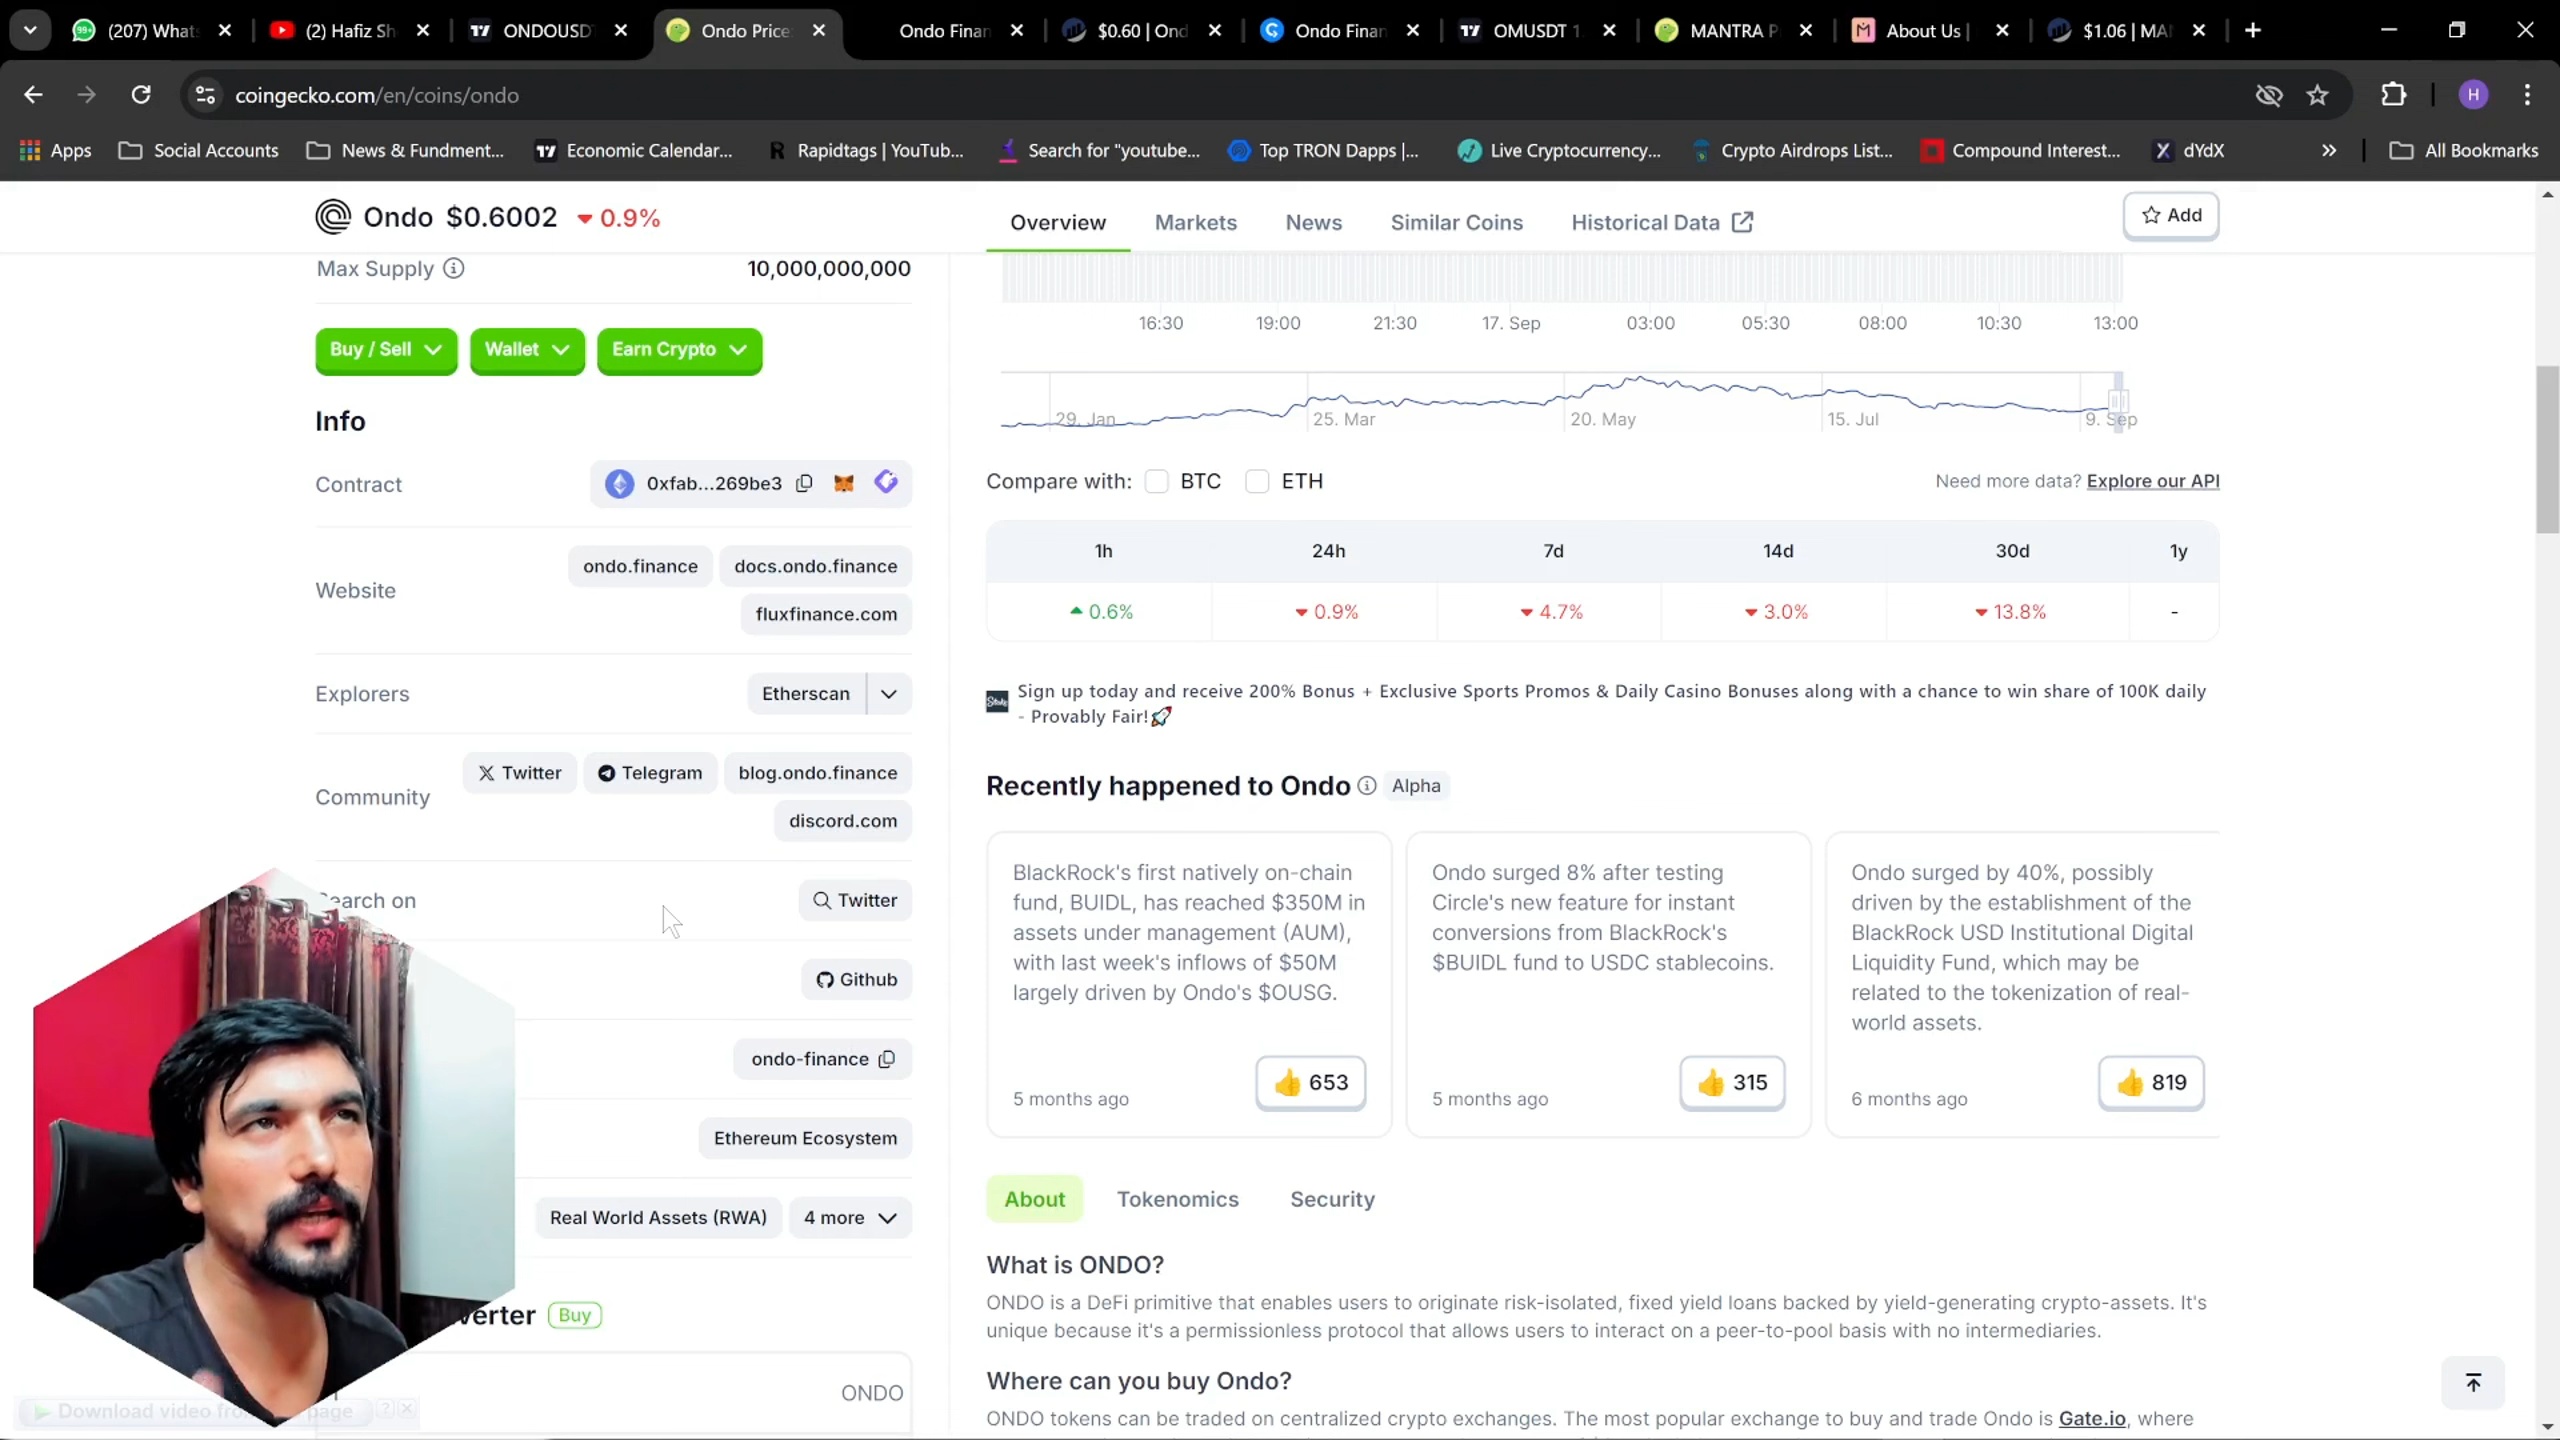 (207) Whats
(2) Hafiz Sh
ONDOUSDT
Ondo Price
Ondo Finan
$0.60 | Ond
Ondo Finan
OMUSDT 1.
MANTRA P
About Us |
$1.06 | MAN
coingecko.com/en/coins/ondo
H
Apps
Social Accounts
News & Fundment...
Economic Calendar...
Rapidtags | YouTub...
Search for "youtube...
Top TRON Dapps |...
Live Cryptocurrency...
Crypto Airdrops List...
Compound Interest...
dYdX
»
All Bookmarks
Ondo $0.6002 ▼ 0.9%
Overview
Markets
News
Similar Coins
Historical Data
Add
Max Supply
10,000,000,000
Buy / Sell
Wallet
Earn Crypto
16:30 19:00 21:30 17. Sep 03:00 05:30 08:00 10:30 13:00
29. Jan 25. Mar 20. May 15. Jul 9. Sep
Info
Contract
0xfab...269be3
Website
ondo.finance
docs.ondo.finance
fluxfinance.com
Explorers
Etherscan
Community
Twitter
Telegram
blog.ondo.finance
discord.com
earch on
Twitter
Github
ondo-finance
Ethereum Ecosystem
Real World Assets (RWA)
4 more
verter
Buy
ONDO
Download video fro page
? ×
Compare with: BTC ETH
Need more data? Explore our API
1h 24h 7d 14d 30d 1y
▲ 0.6% ▼ 0.9% ▼ 4.7% ▼ 3.0% ▼ 13.8% -
Stake
Sign up today and receive 200% Bonus + Exclusive Sports Promos & Daily Casino Bonuses along with a chance to win share of 100K daily
- Provably Fair!🚀
Recently happened to Ondo
Alpha
BlackRock's first natively on-chain
fund, BUIDL, has reached $350M in
assets under management (AUM),
with last week's inflows of $50M
largely driven by Ondo's $OUSG.
5 months ago
👍 653
Ondo surged 8% after testing
Circle's new feature for instant
conversions from BlackRock's
$BUIDL fund to USDC stablecoins.
5 months ago
👍 315
Ondo surged by 40%, possibly
driven by the establishment of the
BlackRock USD Institutional Digital
Liquidity Fund, which may be
related to the tokenization of real-
world assets.
6 months ago
👍 819
About
Tokenomics
Security
What is ONDO?
ONDO is a DeFi primitive that enables users to originate risk-isolated, fixed yield loans backed by yield-generating crypto-assets. It's
unique because it's a permissionless protocol that allows users to interact on a peer-to-pool basis with no intermediaries.
Where can you buy Ondo?
ONDO tokens can be traded on centralized crypto exchanges. The most popular exchange to buy and trade Ondo is Gate.io, where